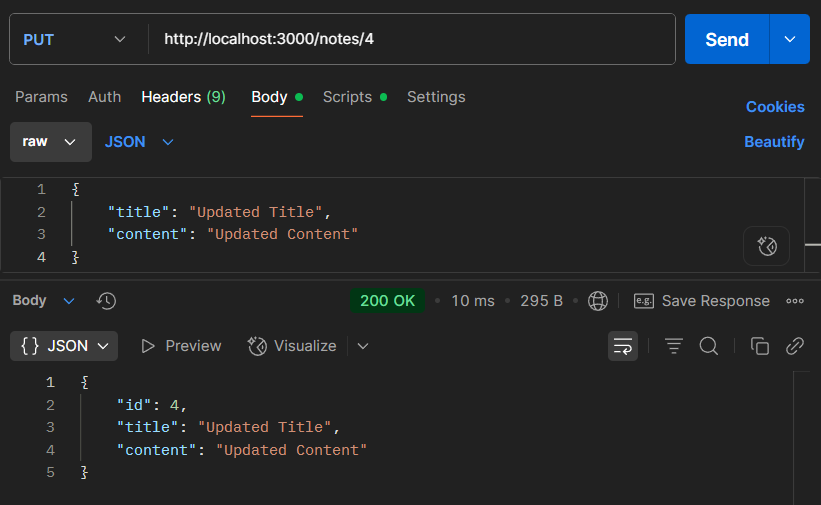 PUT http://localhost:3000/notes/4 Send
Params Auth Headers (9) Body Scripts Settings Cookies
raw JSON Beautify
1 {
2 "title": "Updated Title",
3 "content": "Updated Content"
4 }
Body 200 OK • 10 ms • 295 B • e.g. Save Response
{} JSON Preview Visualize
1 {
2 "id": 4,
3 "title": "Updated Title",
4 "content": "Updated Content"
5 }